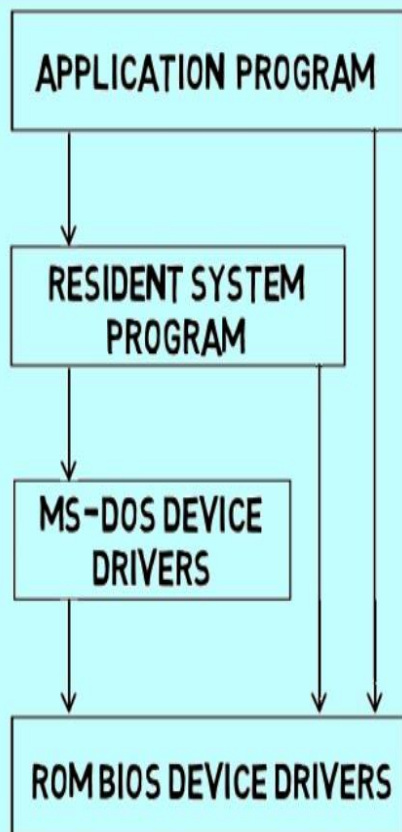 APPLICATION PROGRAM
RESIDENT SYSTEM
PROGRAM
MS-DOS DEVICE
DRIVERS
ROM BIOS DEVICE DRIVERS